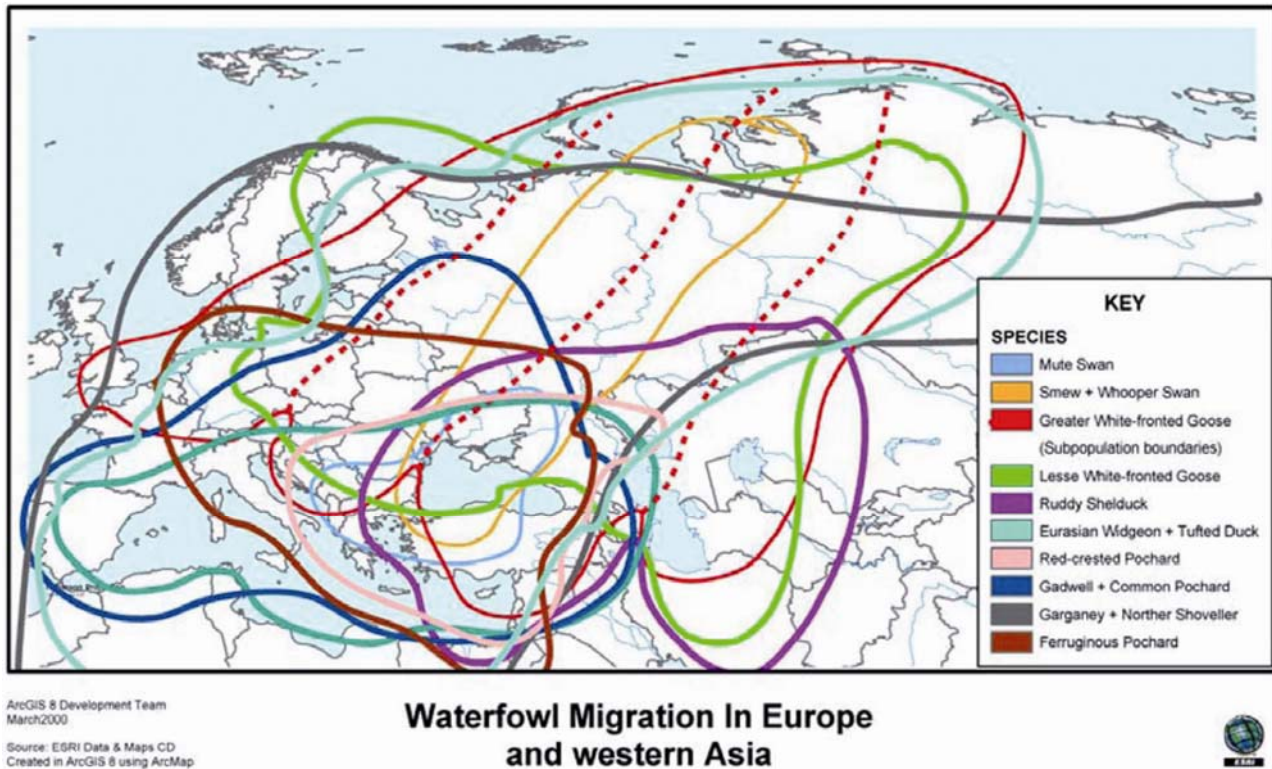 KEY
SPECIES
Mute Swan
Smew + Whooper Swan
Greater White-fronted Goose
(Subpopulation boundaries)
Lesse White-fronted Goose
Ruddy Shelduck
Eurasian Widgeon + Tufted Duck
Red-crested Pochard
Gadwell + Common Pochard
Garganey + Norther Shoveller
Ferruginous Pochard
ArcGIS 8 Development Team
March2000
Source: ESRI Data & Maps CD
Created in ArcGIS 8 using ArcMap
Waterfowl Migration In Europe
and western Asia
ESRI